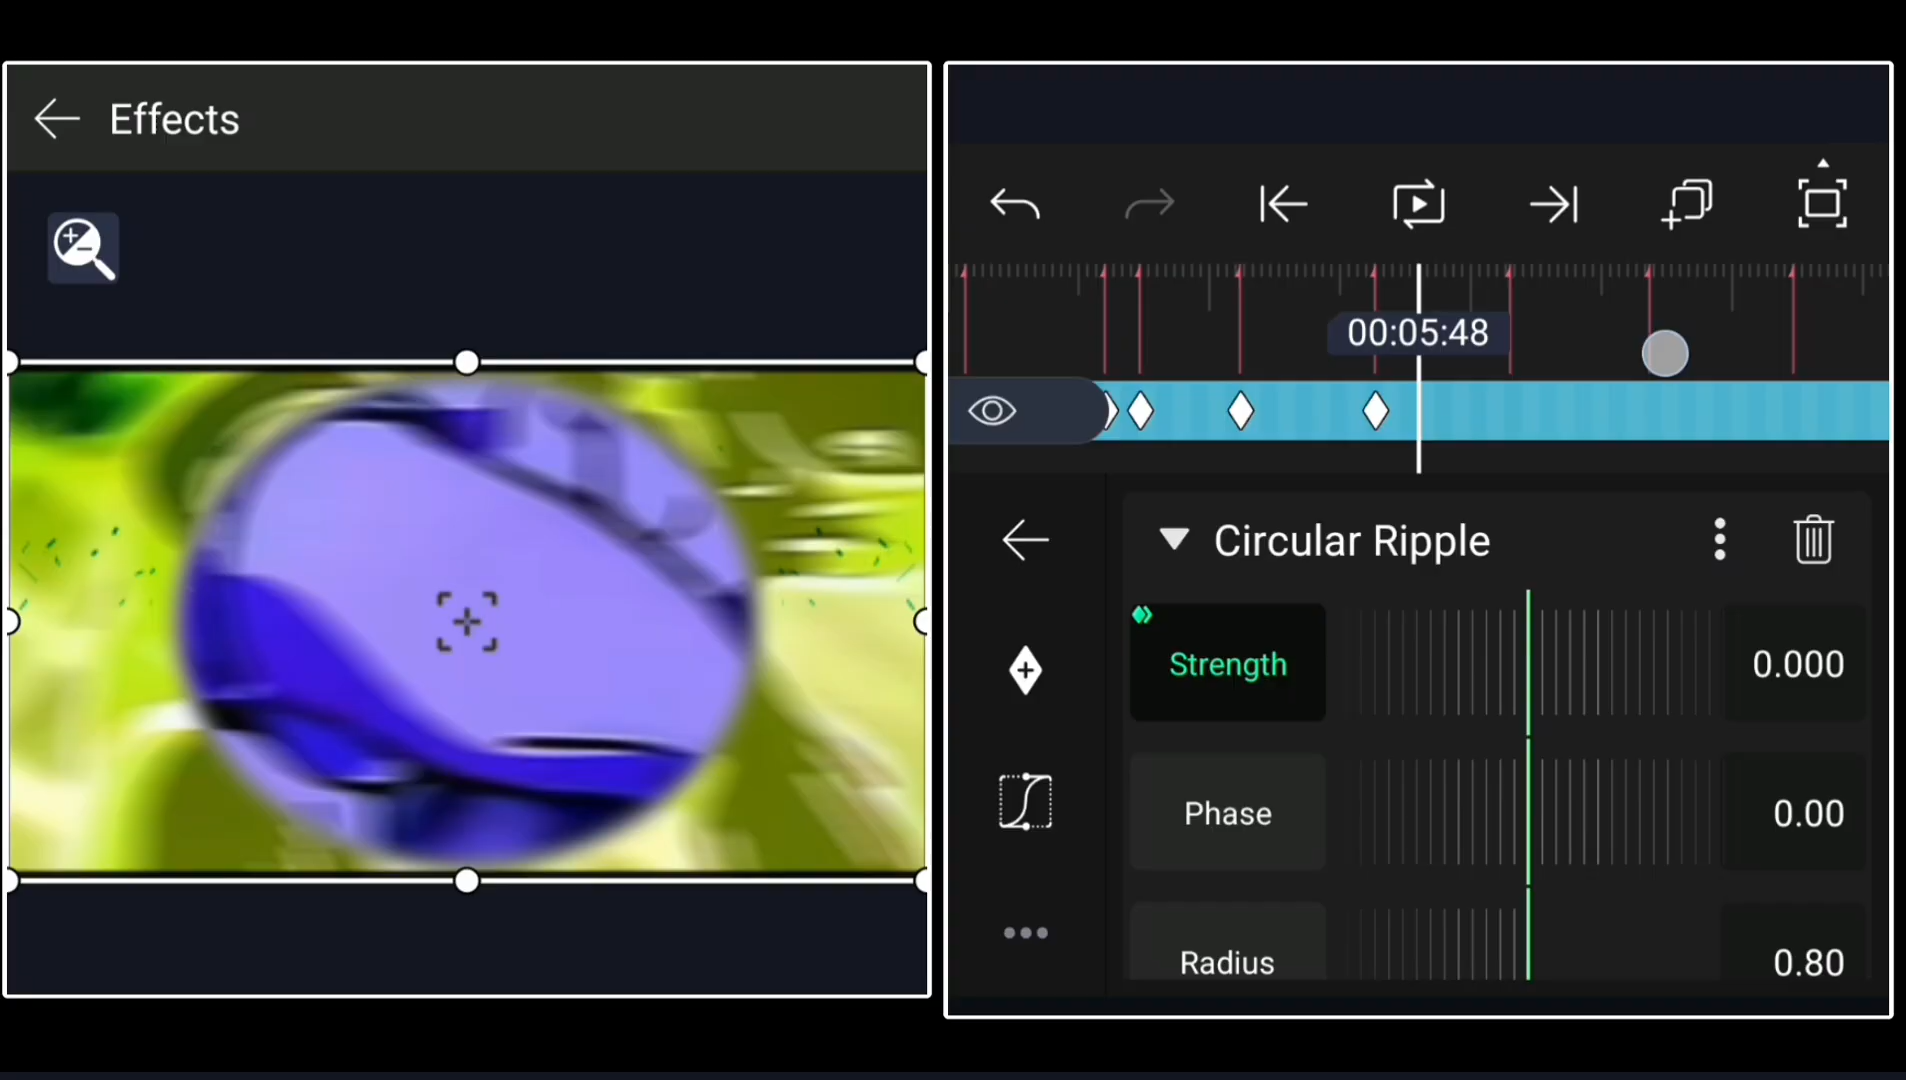 Effects
00:05:48
Circular Ripple
Strength
0.000
Phase
0.00
Radius
0.80